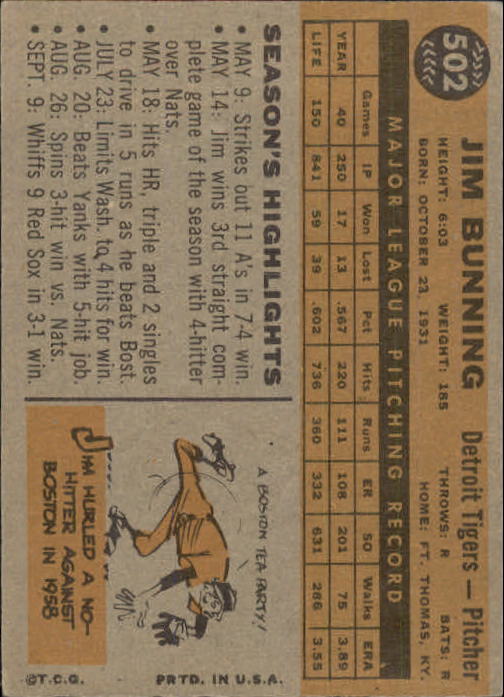 502
JIM BUNNING Detroit Tigers — Pitcher
HEIGHT: 6:03 WEIGHT: 185 THROWS: R BATS: R
BORN: OCTOBER 23, 1931 HOME: FT. THOMAS, KY.
MAJOR LEAGUE PITCHING RECORD
Games IP Won Lost Pct Hits Runs ER SO Walks ERA
YEAR 40 250 17 13 .567 220 111 108 201 75 3.89
LIFE 150 841 59 39 .602 736 360 332 631 286 3.55
SEASON'S HIGHLIGHTS
• MAY 9: Strikes out 11 A's in 7-4 win.
• MAY 14: Jim wins 3rd straight com-
plete game of the season with 4-hitter
over Nats
• MAY 18: Hits HR, triple and 2 singles
to drive in 5 runs as he beats Bost.
• JULY 23: Limits Wash. to 4 hits for win.
• AUG. 20: Beats Yanks with 5-hit job.
• AUG. 26: Spins 3-hit win vs. Nats.
• SEPT. 9: Whiffs 9 Red Sox in 3-1 win.
A BOSTON TEA PARTY!
JIM HURLED A NO-
HITTER AGAINST
BOSTON IN 1958
©T.C.G. PRTD. IN U.S.A.